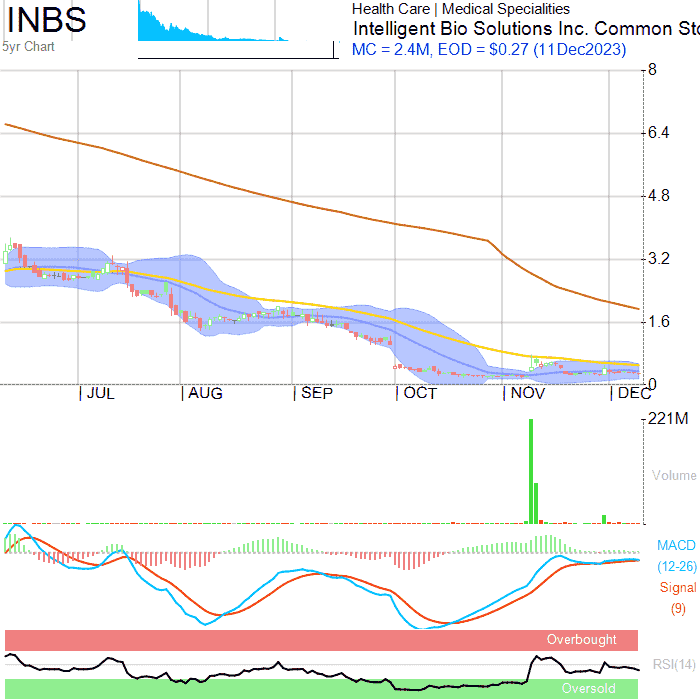 INBS
5yr Chart
Health Care | Medical Specialities
Intelligent Bio Solutions Inc. Common Sto
MC = 2.4M, EOD = $0.27 (11Dec2023)
8
6.4
4.8
3.2
1.6
0
JUL AUG SEP OCT NOV DEC
221M
Volume
MACD
(12-26)
Signal
(9)
Overbought
RSI(14)
Oversold